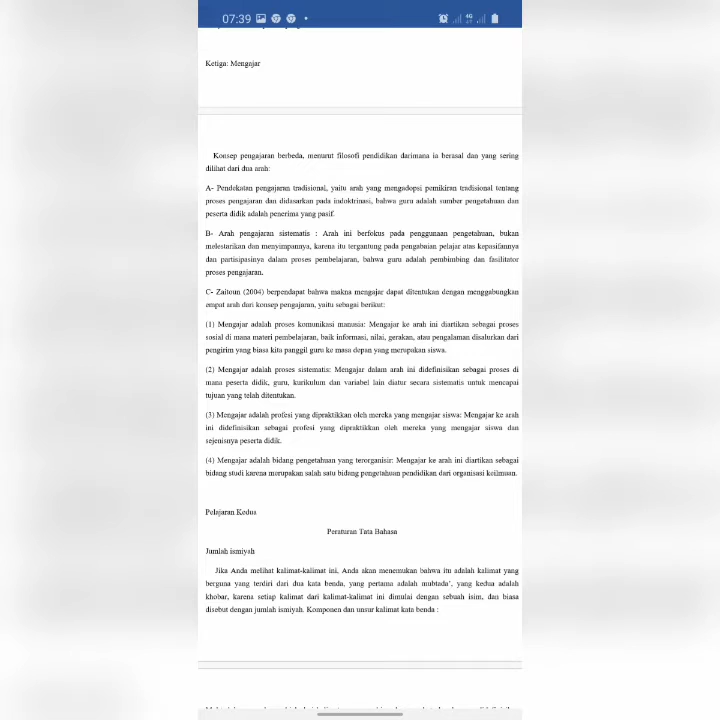 07:39
4G
Ketiga: Mengajar
Konsep pengajaran berbeda, menurut filosofi pendidikan darimana ia berasal dan yang sering
dilihat dari dua arah:
A- Pendekatan pengajaran tradisional, yaitu arah yang mengadopsi pemikiran tradisional tentang
proses pengajaran dan didasarkan pada indoktrinasi, bahwa guru adalah sumber pengetahuan dan
peserta didik adalah penerima yang pasif.
B- Arah pengajaran sistematis : Arah ini berfokus pada penggunaan pengetahuan, bukan
melestarikan dan menyimpannya, karena itu tergantung pada pengabaian pelajar atas kepasifannya
dan partisipasinya dalam proses pembelajaran, bahwa guru adalah pembimbing dan fasilitator
proses pengajaran.
C- Zaitoun (2004) berpendapat bahwa makna mengajar dapat ditentukan dengan menggabungkan
empat arah dari konsep pengajaran, yaitu sebagai berikut:
(1) Mengajar adalah proses komunikasi manusia: Mengajar ke arah ini diartikan sebagai proses
sosial di mana materi pembelajaran, baik informasi, nilai, gerakan, atau pengalaman disalurkan dari
pengirim yang biasa kita panggil guru ke masa depan yang merupakan siswa.
(2) Mengajar adalah proses sistematis: Mengajar dalam arah ini didefinisikan sebagai proses di
mana peserta didik, guru, kurikulum dan variabel lain diatur secara sistematis untuk mencapai
tujuan yang telah ditentukan.
(3) Mengajar adalah profesi yang dipraktikkan oleh mereka yang mengajar siswa: Mengajar ke arah
ini didefinisikan sebagai profesi yang dipraktikkan oleh mereka yang mengajar siswa dan
sejenisnya peserta didik.
(4) Mengajar adalah bidang pengetahuan yang terorganisir: Mengajar ke arah ini diartikan sebagai
bidang studi karena merupakan salah satu bidang pengetahuan pendidikan dari organisasi keilmuan.
Pelajaran Kedua
Peraturan Tata Bahasa
Jumlah ismiyah
Jika Anda melihat kalimat-kalimat ini, Anda akan menemukan bahwa itu adalah kalimat yang
berguna yang terdiri dari dua kata benda, yang pertama adalah mubtada', yang kedua adalah
khobar, karena setiap kalimat dari kalimat-kalimat ini dimulai dengan sebuah isim, dan biasa
disebut dengan jumlah ismiyah. Komponen dan unsur kalimat kata benda :